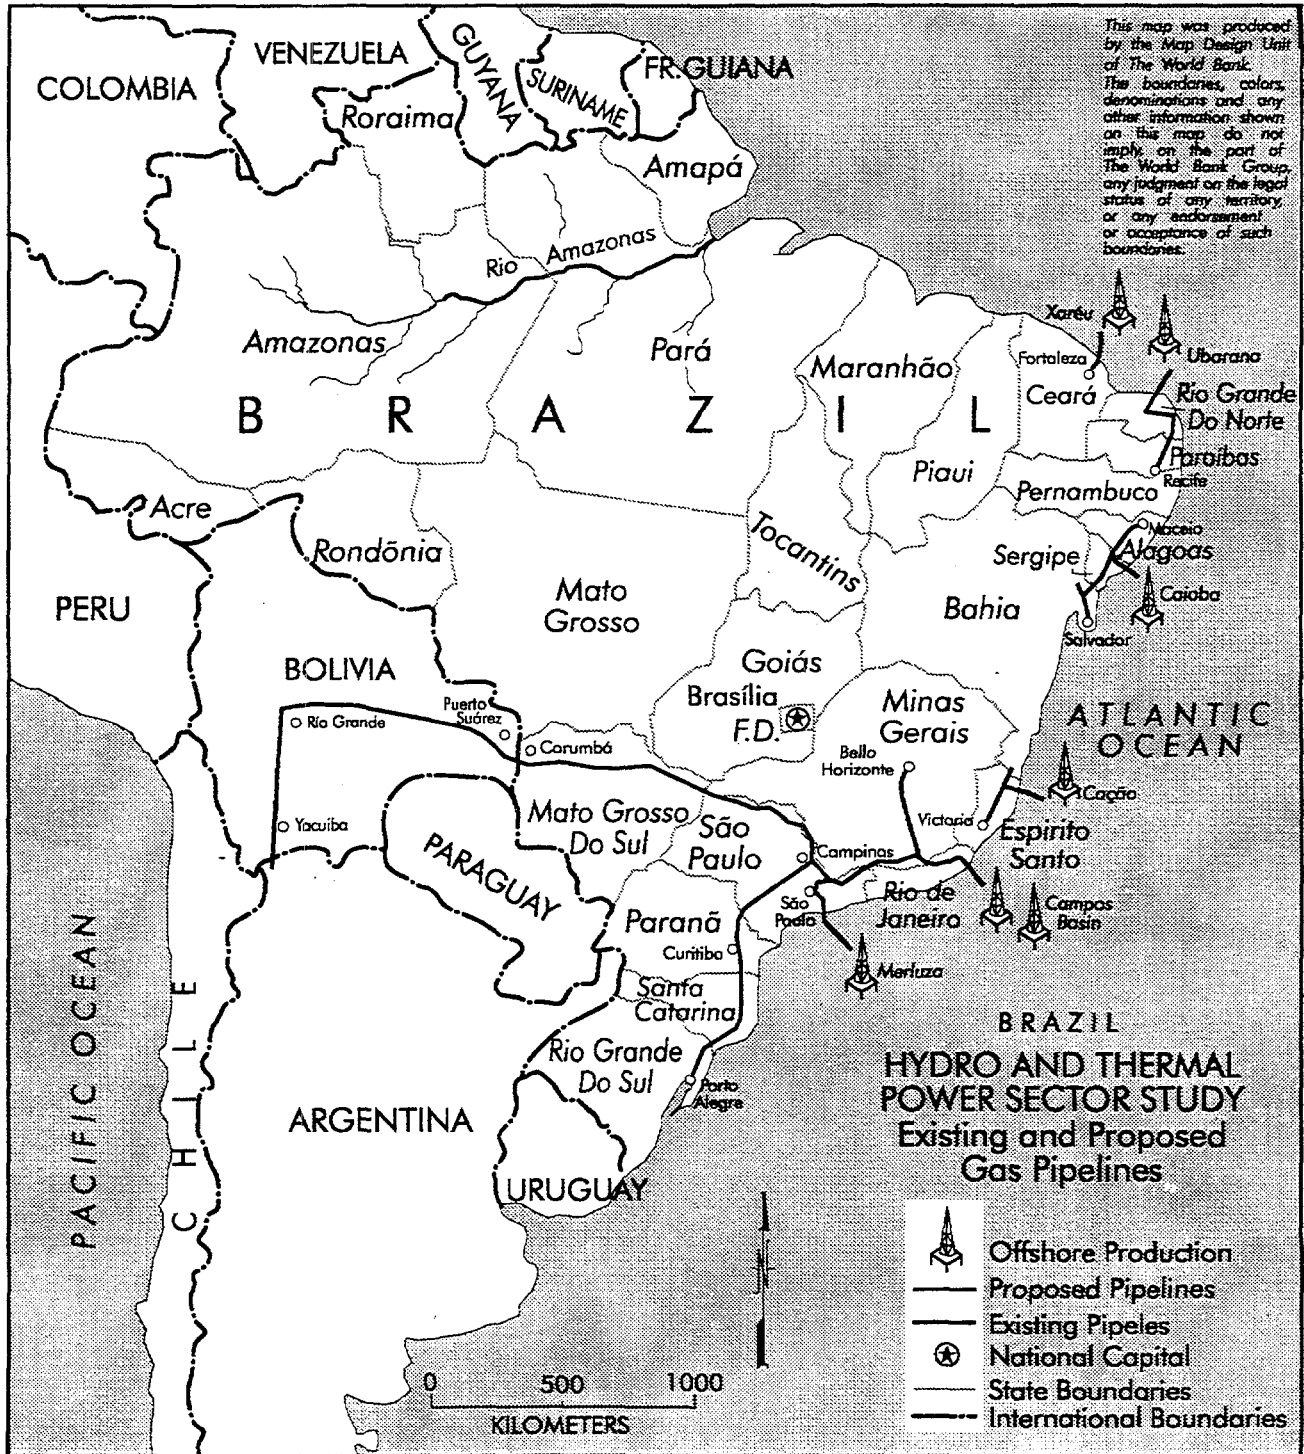 This map was produced
by the Map Design Unit
of The World Bank.
The boundaries, colors,
denominations and any
other information shown
on this map do not
imply, on the part of
The World Bank Group,
any judgment on the legal
status of any territory,
or any endorsement
or acceptance of such
boundaries.
VENEZUELA
COLOMBIA
GUYANA
SURINAME
FR. GUIANA
Roraima
Amapá
Rio Amazonas
Amazonas
Pará
Maranhão
Xaréu
Ubarana
Fortaleza
Ceará
Rio Grande
Do Norte
BRAZIL
Piaui
Paraíbas
Recife
Pernambuco
Acre
Rondõnia
Tocantins
Maceio
Sergipe
Alagoas
Caioba
Mato
Grosso
Bahia
Salvador
PERU
BOLIVIA
Goiás
Brasília
F.D.
Minas
Gerais
ATLANTIC
OCEAN
Puerto
Suárez
Río Grande
Corumbá
Bello
Horizonte
Cação
Yacuiba
Mato Grosso
Do Sul
São
Paulo
Victoria
Espirito
Santo
Campinas
PARAGUAY
Paranã
São
Paolo
Rio de
Janeiro
Campos
Basin
Curitiba
Merluza
Santa
Catarina
PACIFIC OCEAN
CHILE
Rio Grande
Do Sul
Porto
Alegre
ARGENTINA
URUGUAY
BRAZIL
HYDRO AND THERMAL
POWER SECTOR STUDY
Existing and Proposed
Gas Pipelines
Offshore Production
Proposed Pipelines
Existing Pipeles
National Capital
State Boundaries
International Boundaries
0 500 1000
KILOMETERS